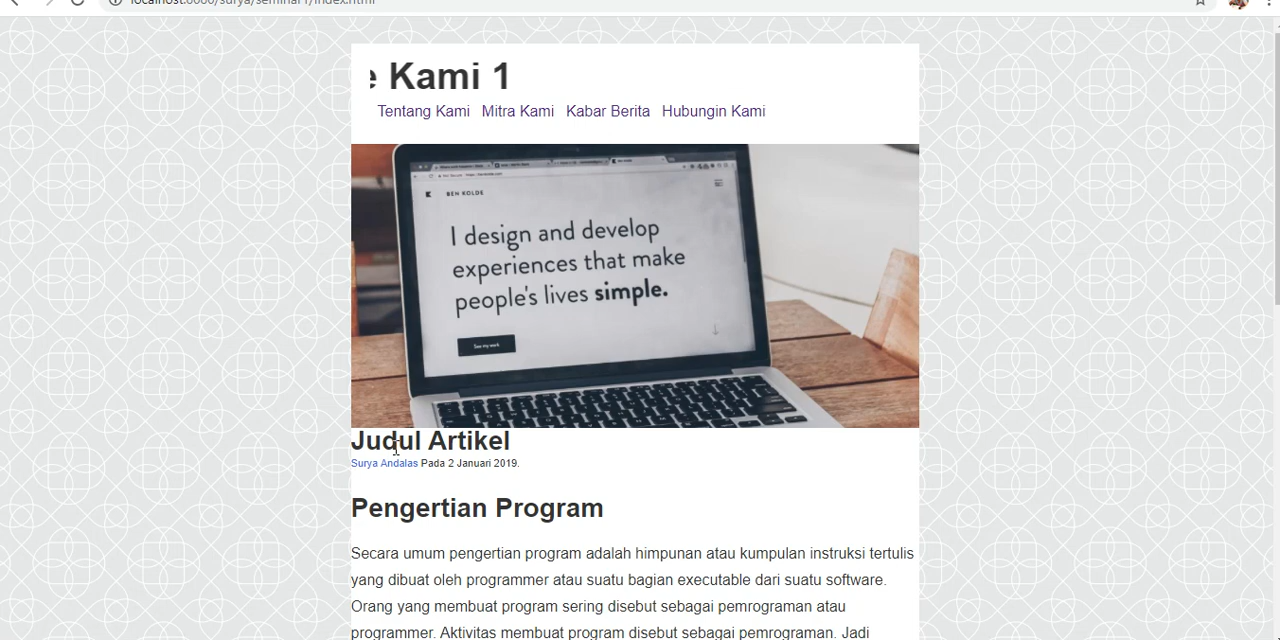 e Kami 1
Tentang Kami Mitra Kami Kabar Berita Hubungin Kami
BEN KOLDE
I design and develop
experiences that make
people's lives simple.
See my work
Judul Artikel
Surya Andalas Pada 2 Januari 2019.
Pengertian Program
Secara umum pengertian program adalah himpunan atau kumpulan instruksi tertulis
yang dibuat oleh programmer atau suatu bagian executable dari suatu software.
Orang yang membuat program sering disebut sebagai pemrograman atau
programmer. Aktivitas membuat program disebut sebagai pemrograman. Jadi